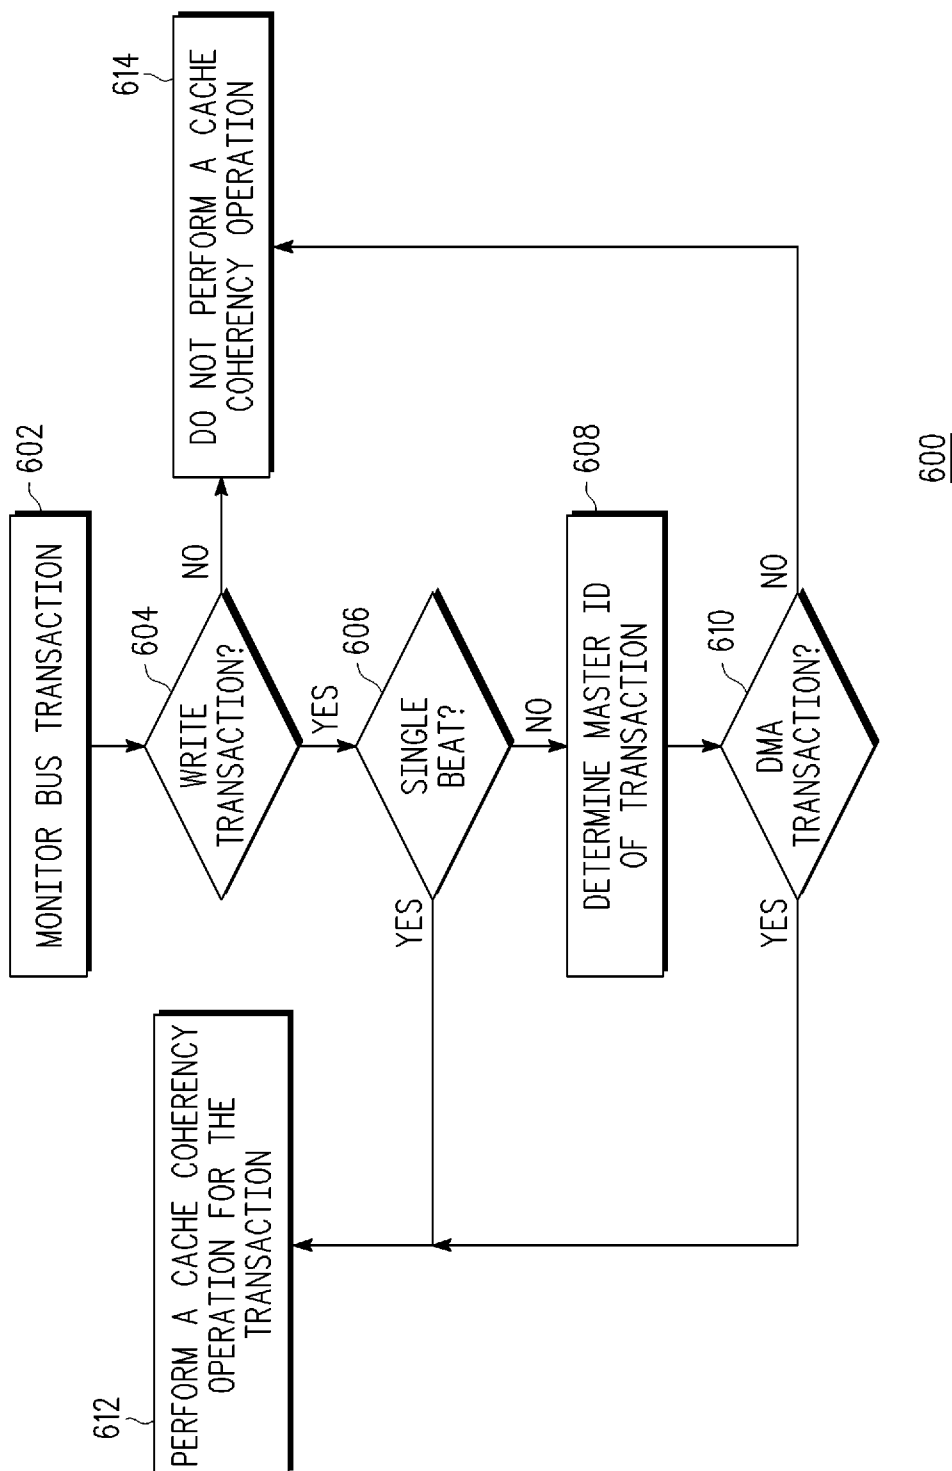 602
MONITOR BUS TRANSACTION
604
WRITE
TRANSACTION?
NO
YES
614
DO NOT PERFORM A CACHE
COHERENCY OPERATION
612
PERFORM A CACHE COHERENCY
OPERATION FOR THE
TRANSACTION
606
SINGLE
BEAT?
YES
NO
608
DETERMINE MASTER ID
OF TRANSACTION
610
DMA
TRANSACTION?
YES
NO
600